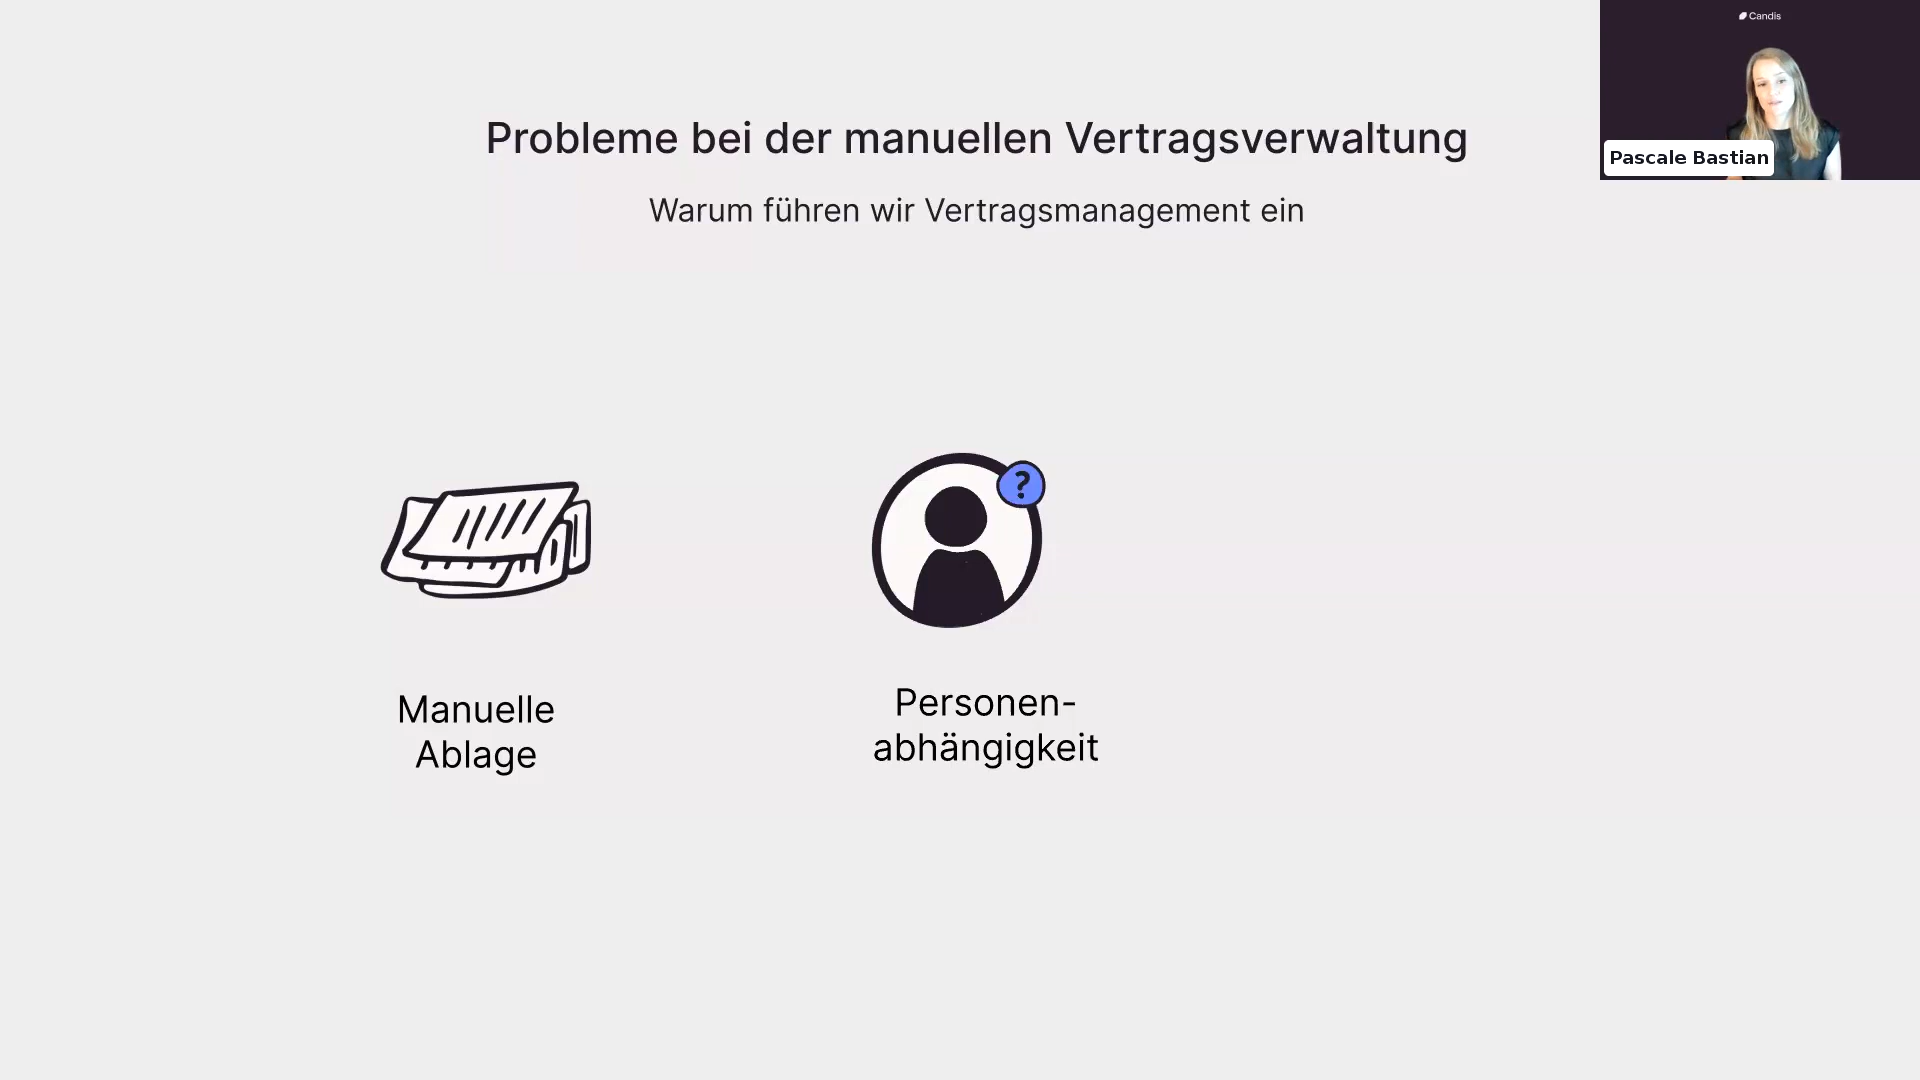 Candis
Probleme bei der manuellen Vertragsverwaltung
Pascale Bastian
Warum führen wir Vertragsmanagement ein
?
Manuelle
Ablage
Personen-
abhängigkeit